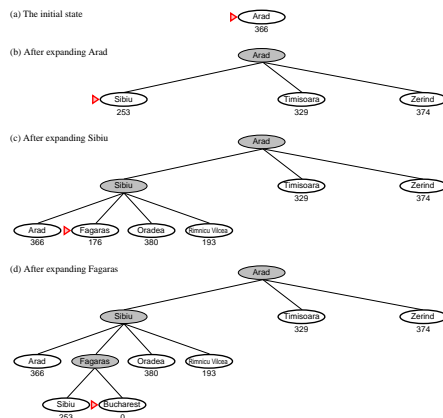 (a) The initial state
Arad
366
(b) After expanding Arad
Arad
Sibiu Timisoara Zerind
253 329 374
(c) After expanding Sibiu
Arad
Sibiu Timisoara Zerind
329 374
Arad Fagaras Oradea Rimnicu Vilcea
366 176 380 193
(d) After expanding Fagaras
Arad
Sibiu Timisoara Zerind
329 374
Arad Fagaras Oradea Rimnicu Vilcea
366 380 193
Sibiu Bucharest
253 0